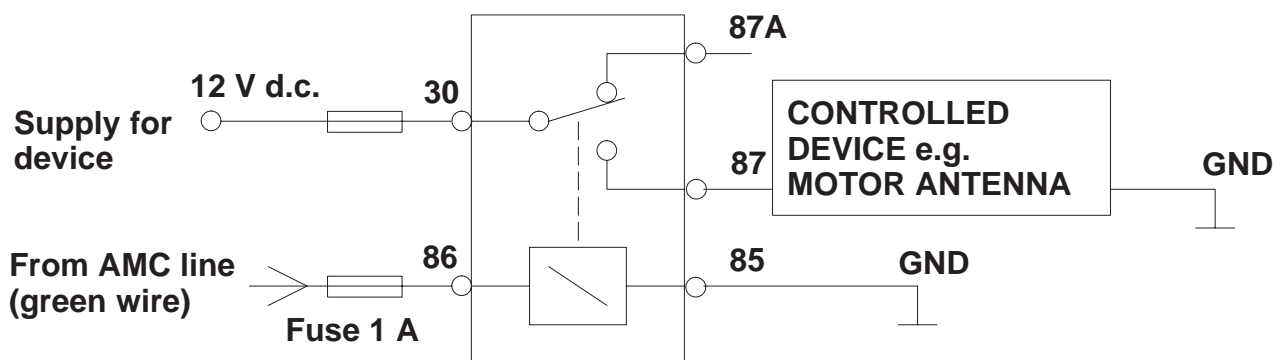 87A
12 V d.c.
30
Supply for
device
CONTROLLED
DEVICE e.g.
MOTOR ANTENNA
87
GND
From AMC line
(green wire)
86
85
GND
Fuse 1 A